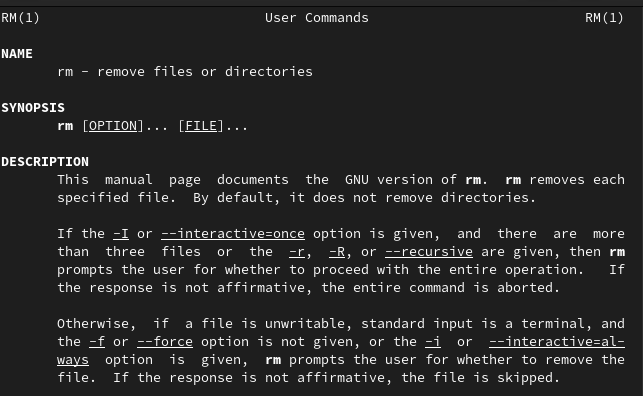 RM(1) User Commands RM(1)
NAME
rm - remove files or directories
SYNOPSIS
rm [OPTION]... [FILE]...
DESCRIPTION
This manual page documents the GNU version of rm. rm removes each
specified file. By default, it does not remove directories.
If the -I or --interactive=once option is given, and there are more
than three files or the -r, -R, or --recursive are given, then rm
prompts the user for whether to proceed with the entire operation. If
the response is not affirmative, the entire command is aborted.
Otherwise, if a file is unwritable, standard input is a terminal, and
the -f or --force option is not given, or the -i or --interactive=al-
ways option is given, rm prompts the user for whether to remove the
file. If the response is not affirmative, the file is skipped.